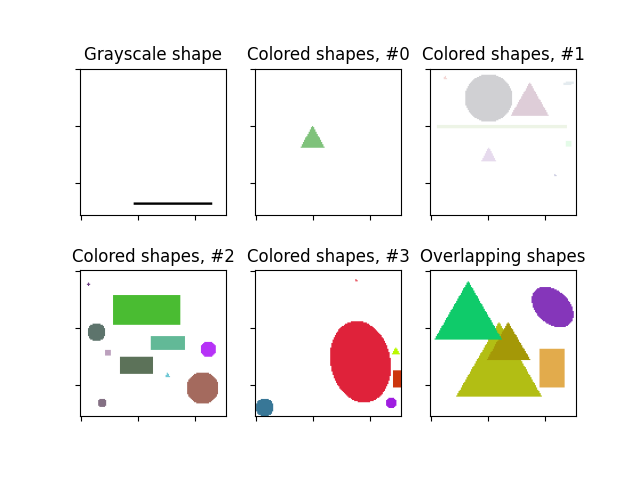 Grayscale shape
Colored shapes, #0
Colored shapes, #1
Colored shapes, #2
Colored shapes, #3
Overlapping shapes